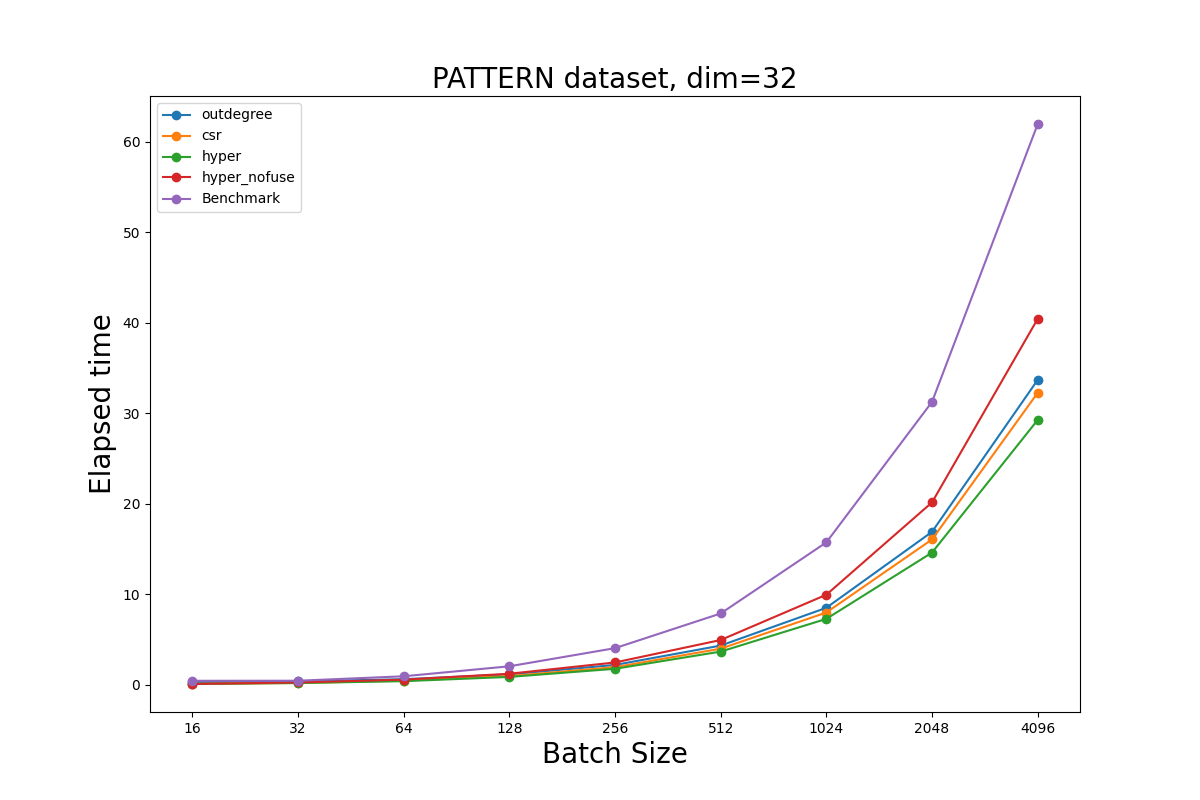 PATTERN dataset, dim=32
outdegree
csr
hyper
hyper_nofuse
Benchmark
60
50
40
30
20
10
0
Elapsed time
16 32 64 128 256 512 1024 2048 4096
Batch Size